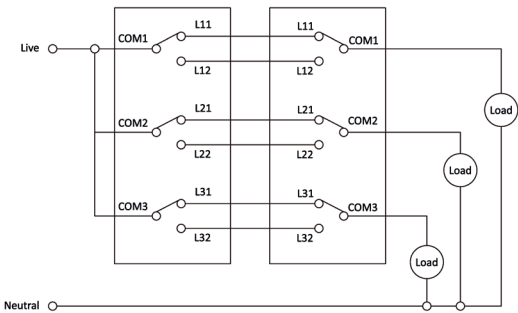 L11 L11
Live COM1 COM1
L12 L12
Load
L21 L21
COM2 COM2
L22 L22
Load
L31 L31
COM3 COM3
L32 L32
Load
Neutral